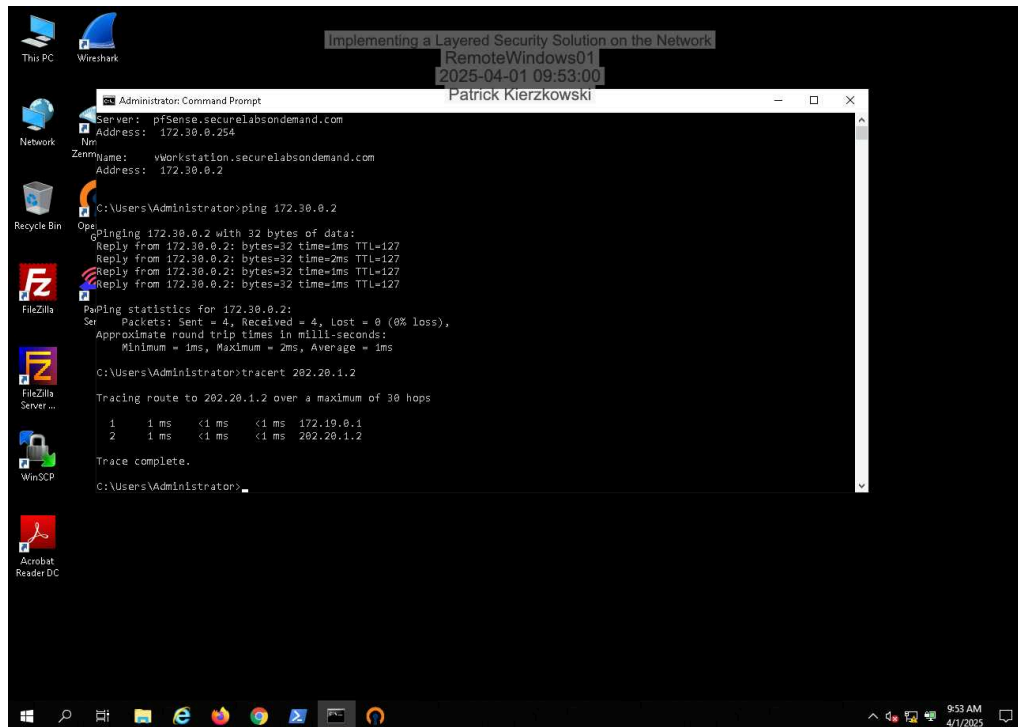 Implementing a Layered Security Solution on the Network
RemoteWindows01
2025-04-01 09:53:00
Patrick Kierzkowski
This PC
Wireshark
Network
Nm
Zenm
Recycle Bin
Ope
G
FileZilla
Pa
Ser
FileZilla
Server ...
WinSCP
Acrobat
Reader DC
Administrator: Command Prompt
Server:  pfSense.securelabsondemand.com
Address:  172.30.0.254
Name:    vWorkstation.securelabsondemand.com
Address:  172.30.0.2
C:\Users\Administrator>ping 172.30.0.2
Pinging 172.30.0.2 with 32 bytes of data:
Reply from 172.30.0.2: bytes=32 time=1ms TTL=127
Reply from 172.30.0.2: bytes=32 time=2ms TTL=127
Reply from 172.30.0.2: bytes=32 time=1ms TTL=127
Reply from 172.30.0.2: bytes=32 time=1ms TTL=127
Ping statistics for 172.30.0.2:
Packets: Sent = 4, Received = 4, Lost = 0 (0% loss),
Approximate round trip times in milli-seconds:
Minimum = 1ms, Maximum = 2ms, Average = 1ms
C:\Users\Administrator>tracert 202.20.1.2
Tracing route to 202.20.1.2 over a maximum of 30 hops
1     1 ms    <1 ms    <1 ms  172.19.0.1
2     1 ms    <1 ms    <1 ms  202.20.1.2
Trace complete.
C:\Users\Administrator>
9:53 AM
4/1/2025